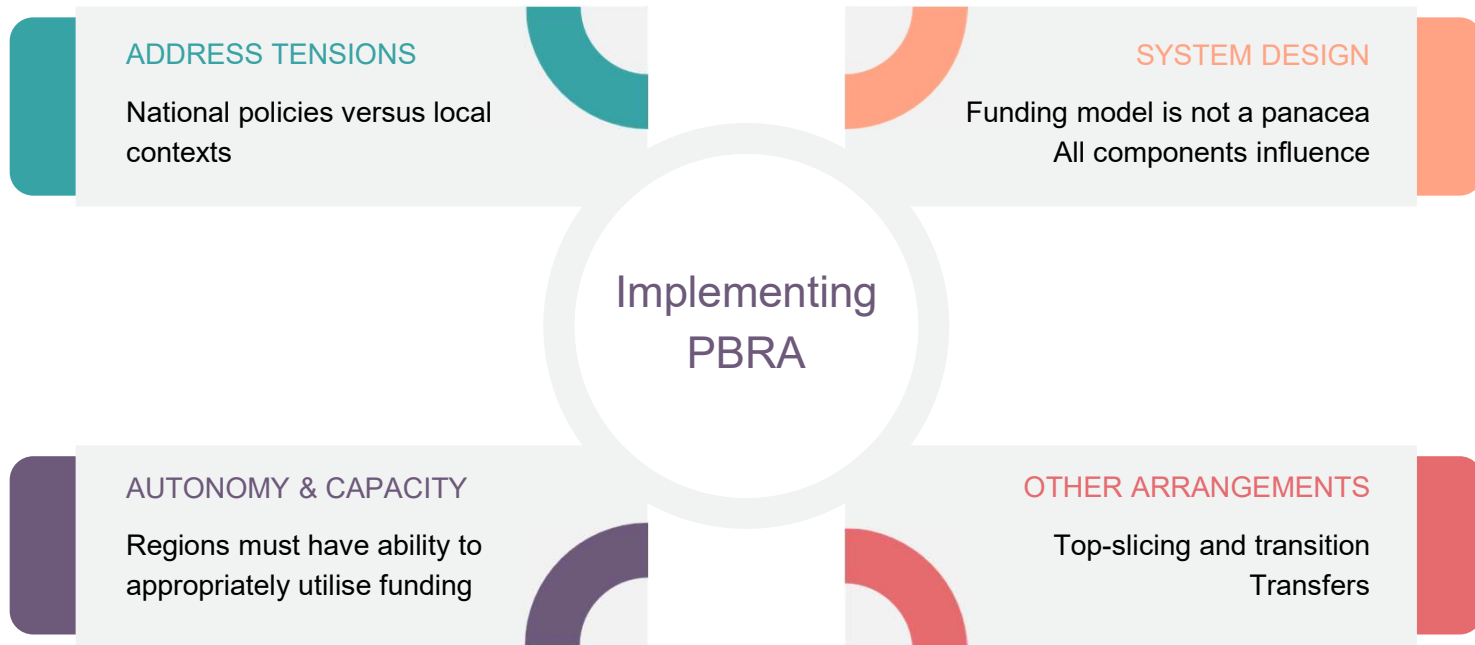 ADDRESS TENSIONS
National policies versus local
contexts
SYSTEM DESIGN
Funding model is not a panacea
All components influence
Implementing
PBRA
AUTONOMY & CAPACITY
Regions must have ability to
appropriately utilise funding
OTHER ARRANGEMENTS
Top-slicing and transition
Transfers